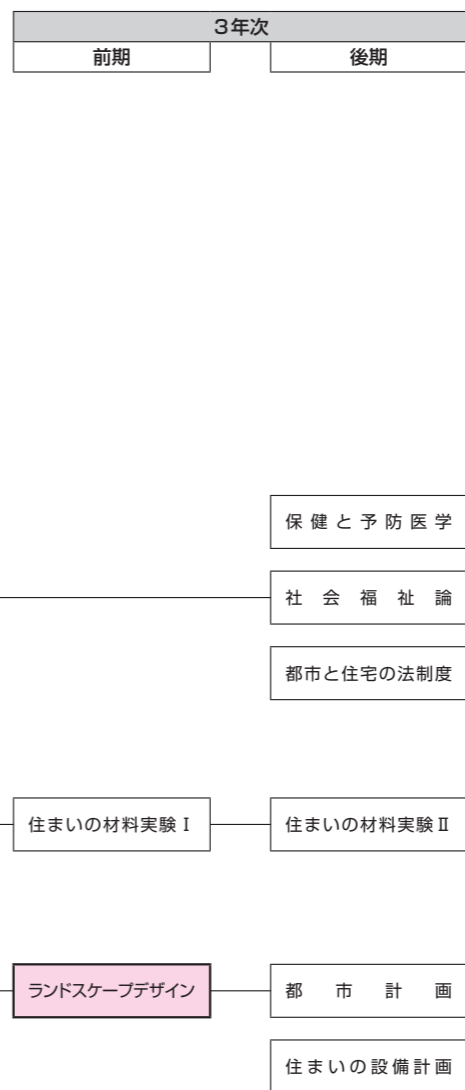 3年次
前期
後期
保健と予防医学
社会福祉論
都市と住宅の法制度
住まいの材料実験Ⅰ
住まいの材料実験Ⅱ
ランドスケープデザイン
都市計画
住まいの設備計画